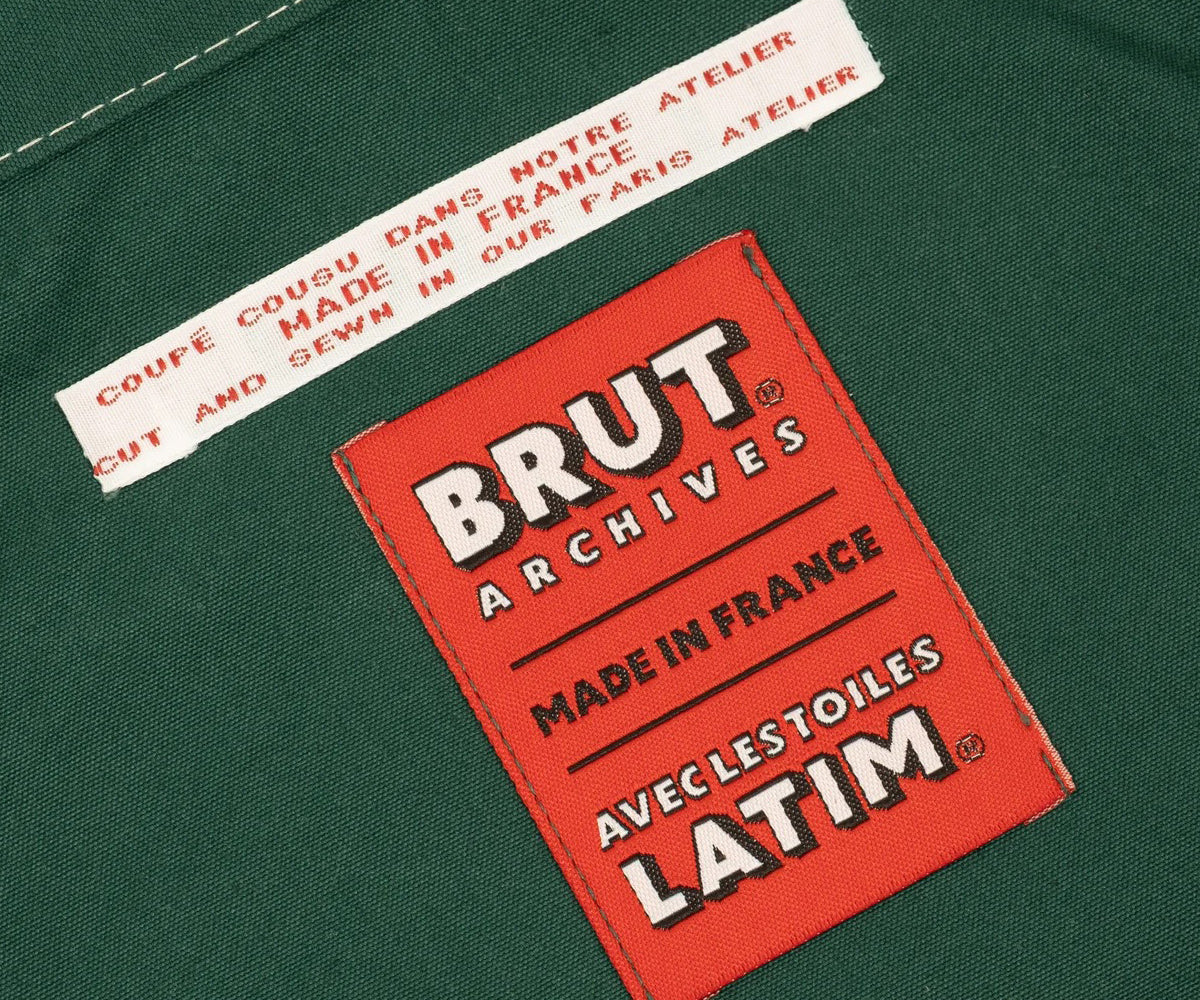 COUPÉ COUSU DANS NOTRE ATELIER
MADE IN FRANCE
CUT AND SEWN IN OUR PARIS ATELIER
BRUT®
ARCHIVES
MADE IN FRANCE
AVEC LES TOILES
LATIM®